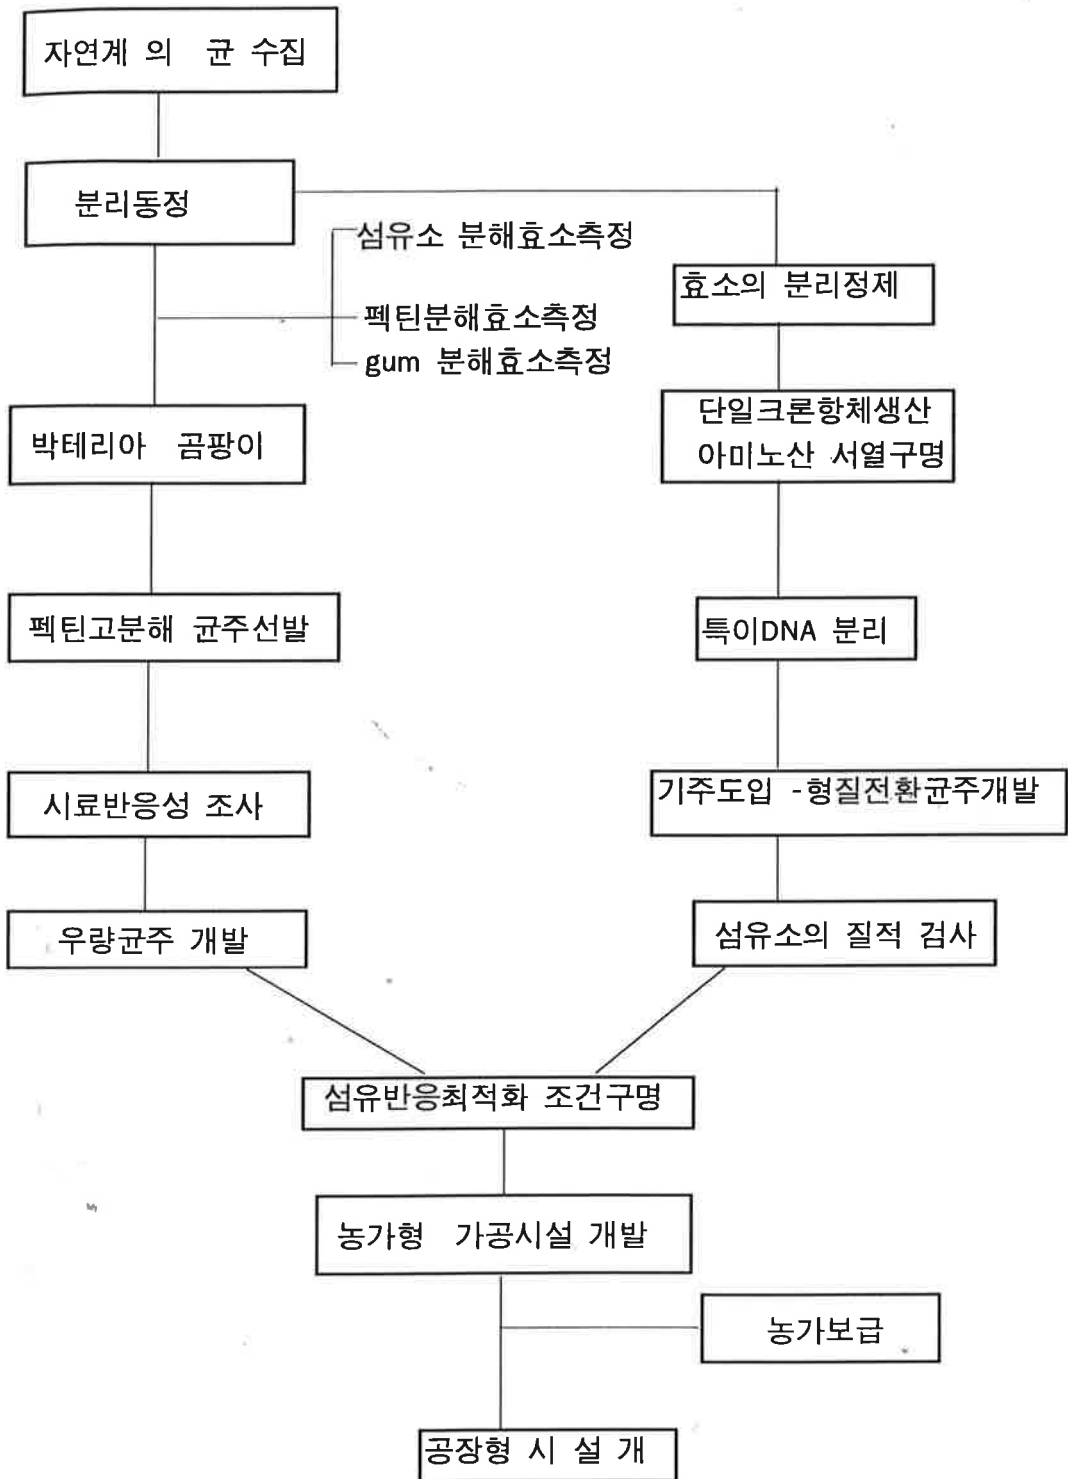 자연계 의 균 수집
분리동정
섬유소 분해효소측정
효소의 분리정제
펙틴분해효소측정
gum 분해효소측정
단일크론항체생산
아미노산 서열구명
박테리아 곰팡이
펙틴고분해 균주선발
특이DNA 분리
시료반응성 조사
기주도입 -형질전환균주개발
우량균주 개발
섬유소의 질적 검사
섬유반응최적화 조건구명
농가형 가공시설 개발
농가보급
공장형 시 설 개